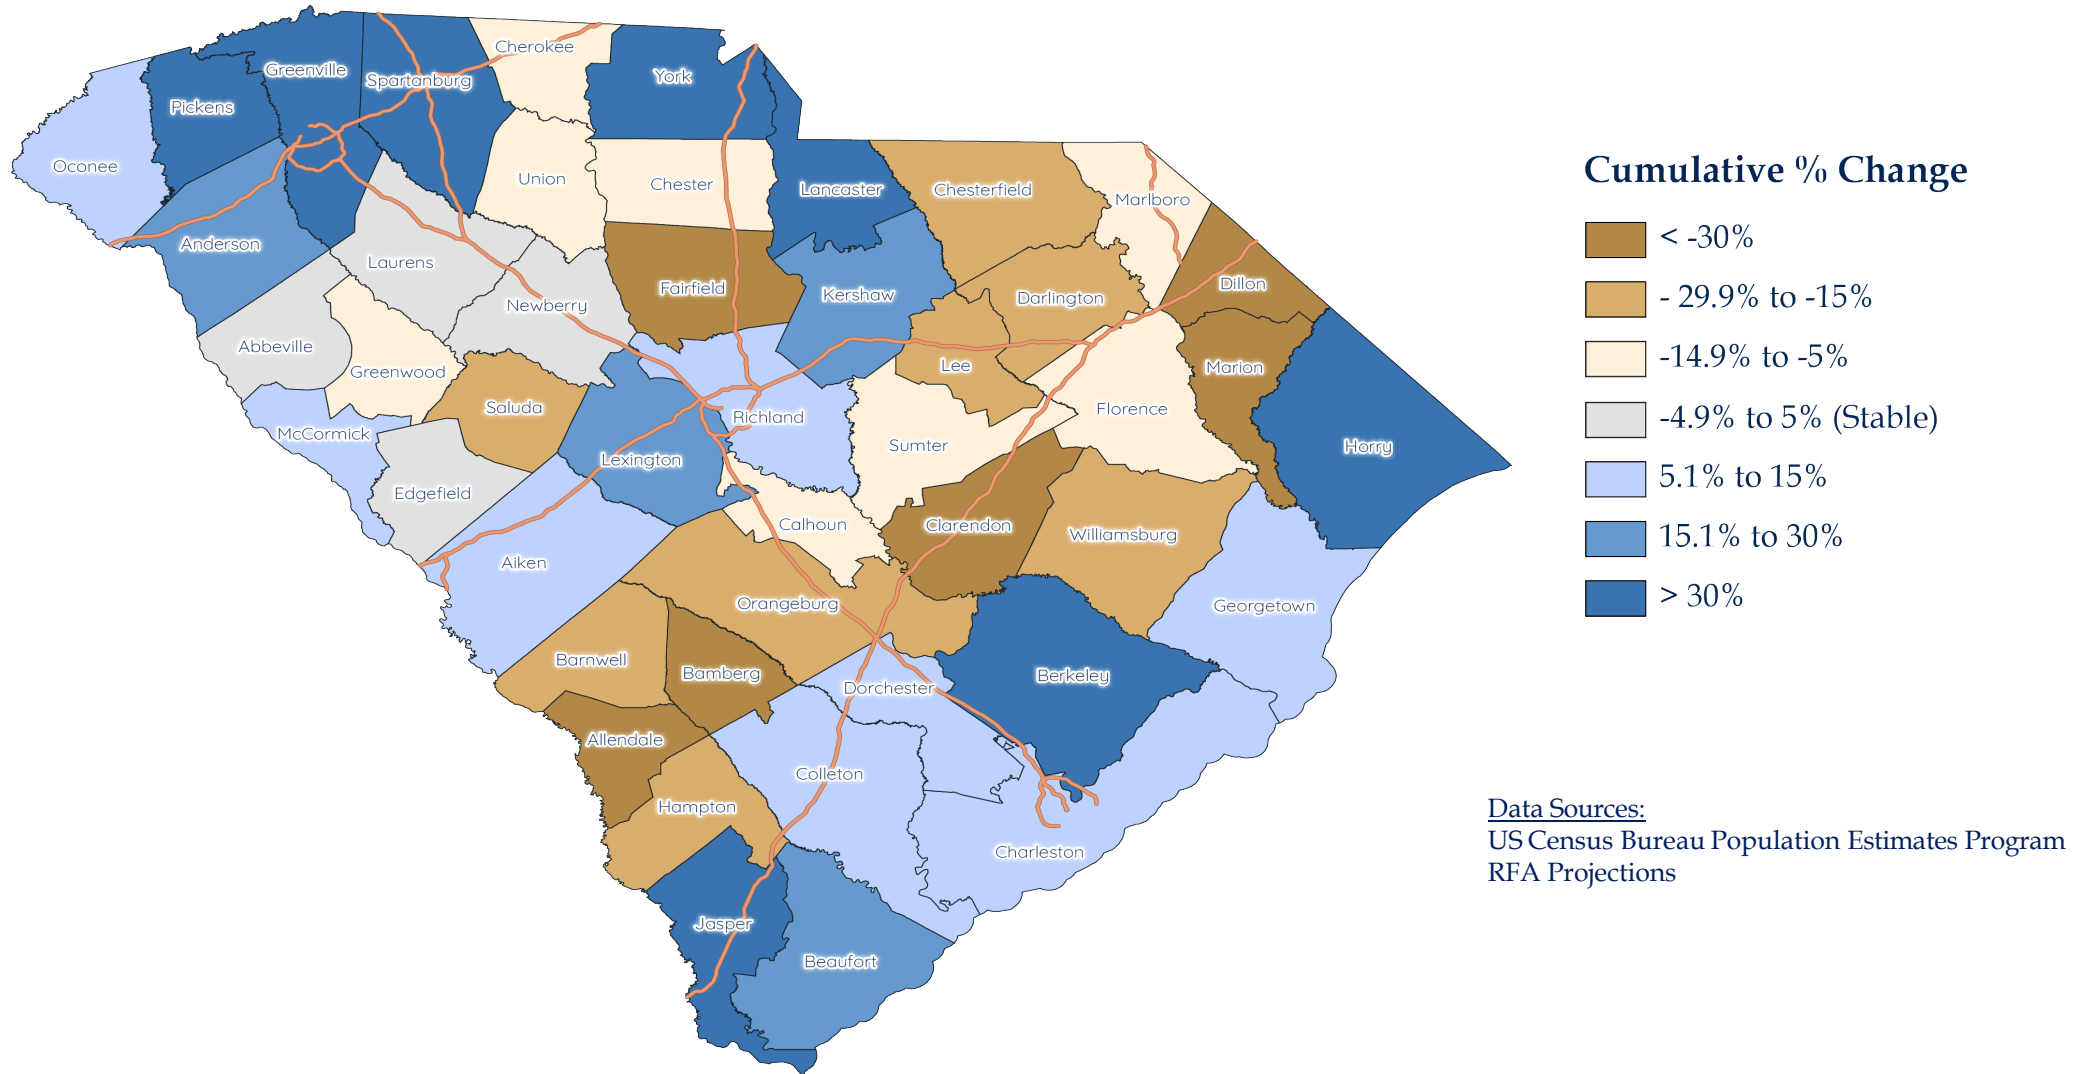 Cherokee
Greenville
York
Spartanburg
Pickens
Oconee
Union
Chester
Lancaster
Chesterfield
Marlboro
Anderson
Laurens
Fairfield
Kershaw
Darlington
Dillon
Newberry
Abbeville
Greenwood
Lee
Marion
Saluda
Richland
Florence
McCormick
Sumter
Horry
Lexington
Edgefield
Calhoun
Clarendon
Williamsburg
Aiken
Orangeburg
Georgetown
Barnwell
Bamberg
Berkeley
Dorchester
Allendale
Colleton
Hampton
Charleston
Jasper
Beaufort
Cumulative % Change
< -30%
- 29.9% to -15%
-14.9% to -5%
-4.9% to 5% (Stable)
5.1% to 15%
15.1% to 30%
> 30%
Data Sources:
US Census Bureau Population Estimates Program
RFA Projections